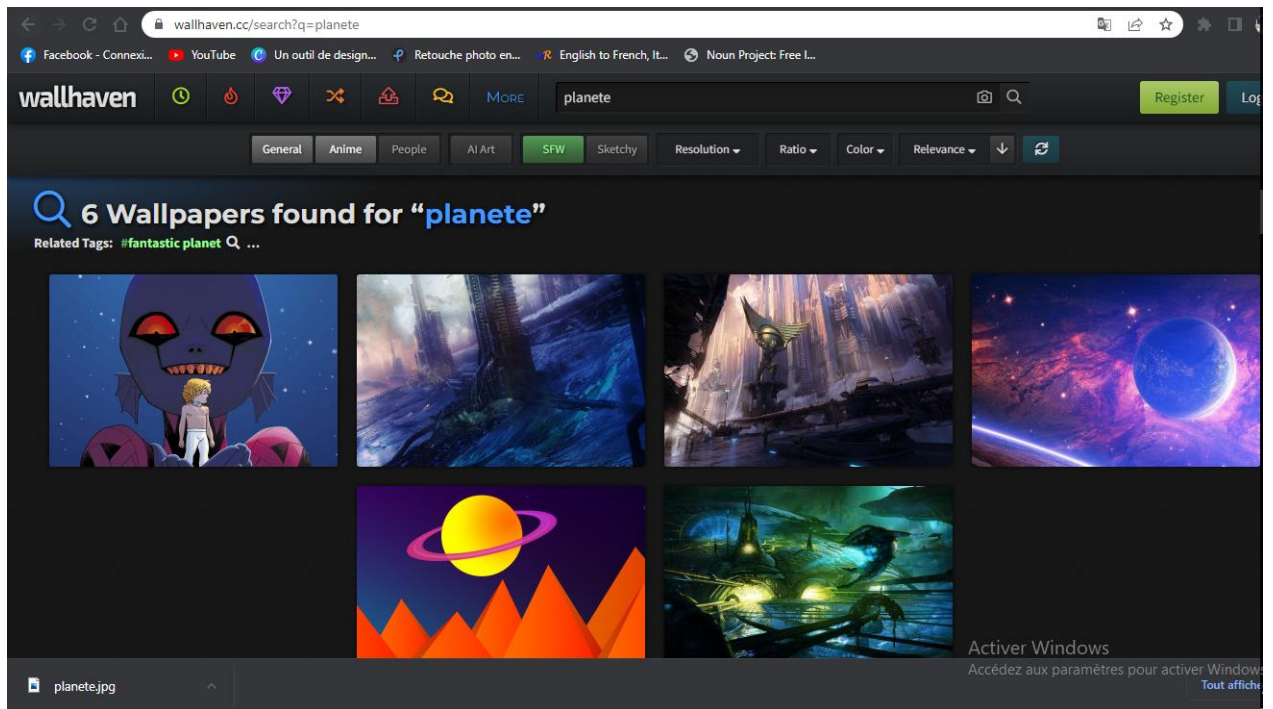 wallhaven.cc/search?q=planete
Facebook - Connexi... YouTube Un outil de design... Retouche photo en... English to French, It... Noun Project: Free I...
wallhaven More planete Register Log
General Anime People AI Art SFW Sketchy Resolution Ratio Color Relevance
6 Wallpapers found for “planete”
Related Tags: #fantastic planet ...
Activer Windows
Accédez aux paramètres pour activer Windows
planete.jpg Tout affiche